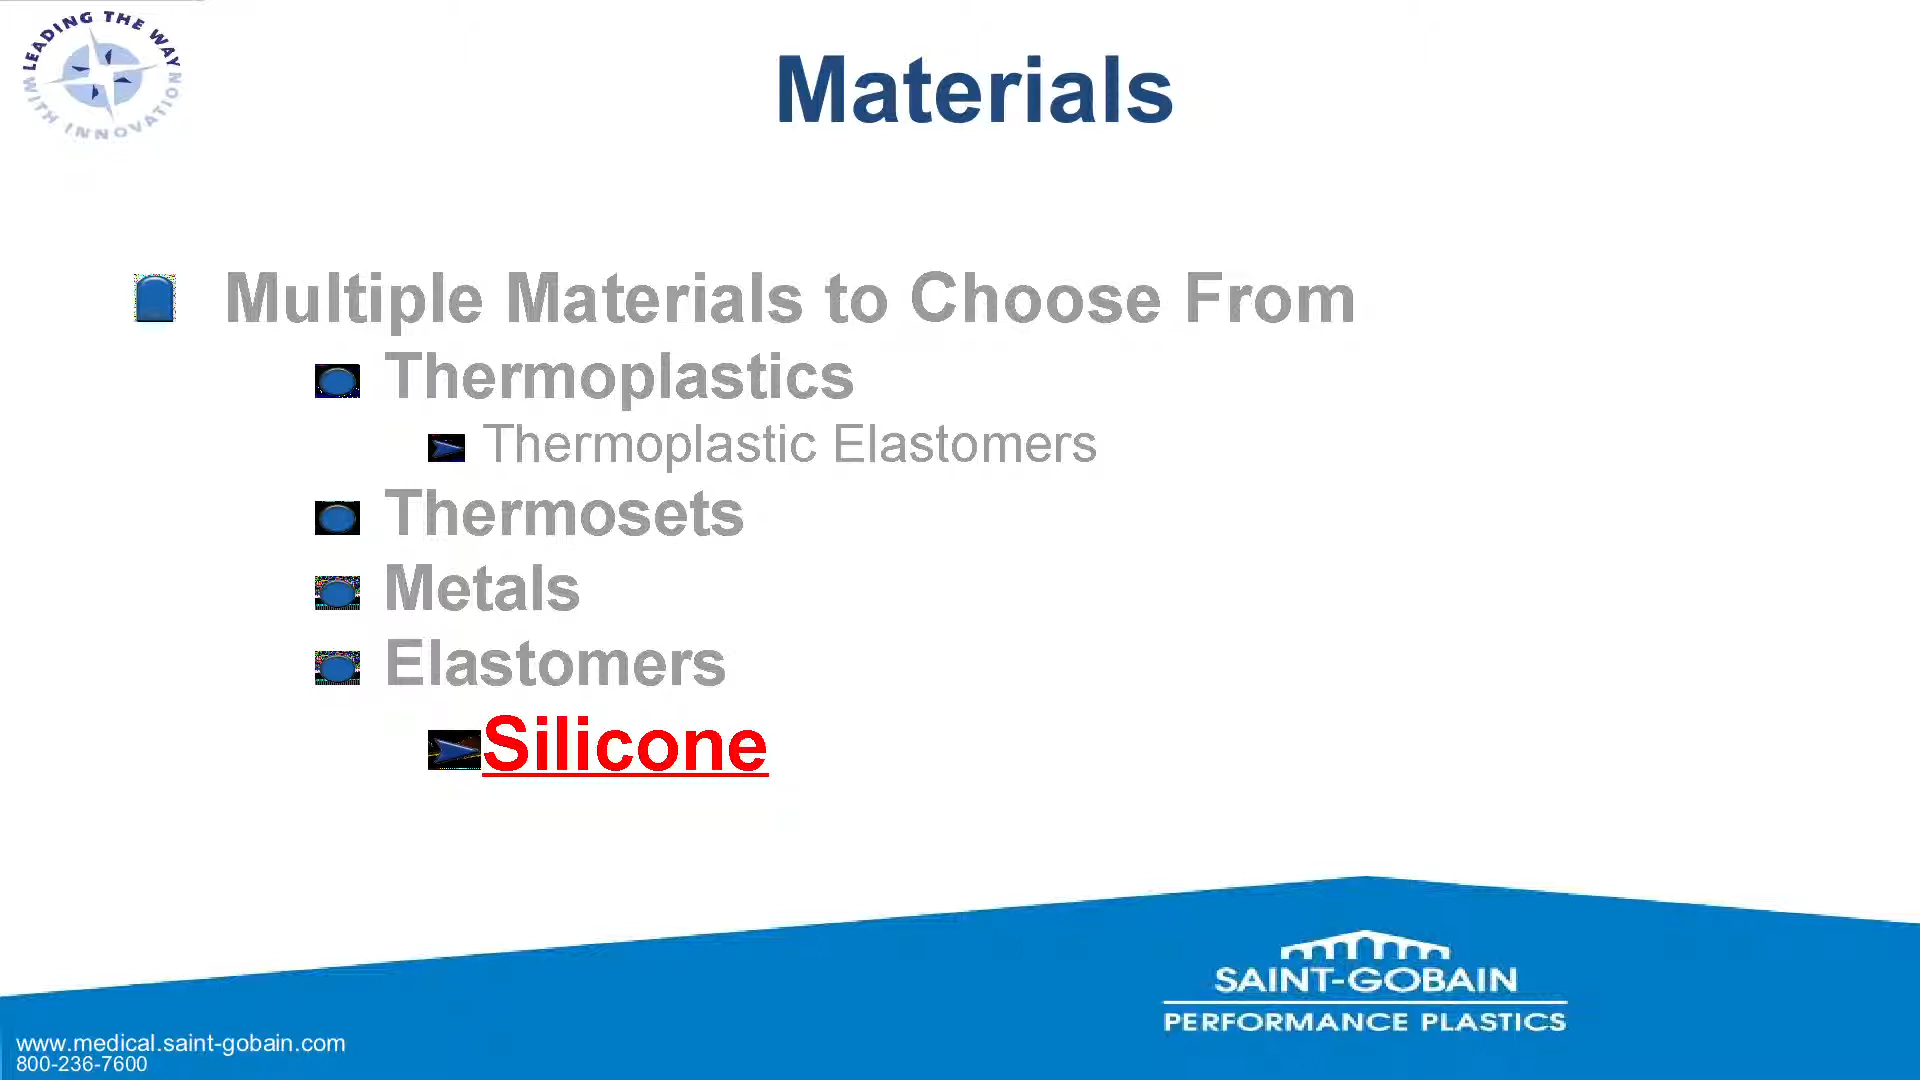 LEADING THE WAY
WITH INNOVATION
Materials
Multiple Materials to Choose From
Thermoplastics
Thermoplastic Elastomers
Thermosets
Metals
Elastomers
Silicone
SAINT-GOBAIN
PERFORMANCE PLASTICS
www.medical.saint-gobain.com
800-236-7600